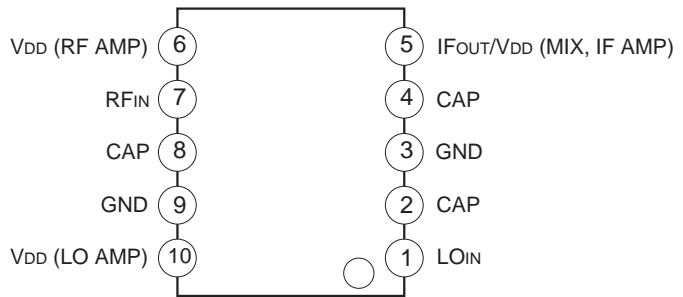 VDD (RF AMP) 6 5 IFOUT/VDD (MIX, IF AMP)
RFIN 7 4 CAP
CAP 8 3 GND
GND 9 2 CAP
VDD (LO AMP) 10 1 LOIN